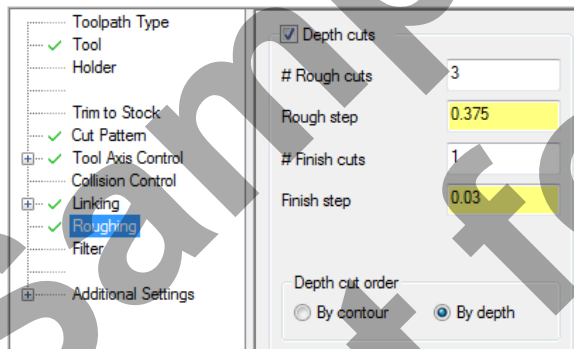 Toolpath Type
Tool
Holder
Trim to Stock
Cut Pattern
Tool Axis Control
Collision Control
Linking
Roughing
Filter
Additional Settings
Depth cuts
# Rough cuts 3
Rough step 0.375
# Finish cuts 1
Finish step 0.03
Depth cut order
By contour By depth